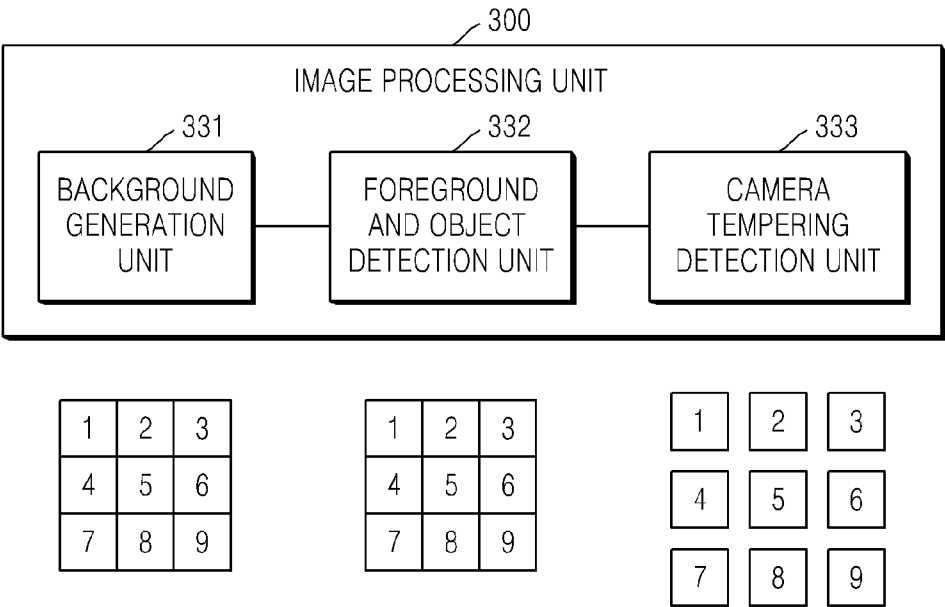 300
IMAGE PROCESSING UNIT
331
332
333
BACKGROUND
GENERATION
UNIT
FOREGROUND
AND OBJECT
DETECTION UNIT
CAMERA
TEMPERING
DETECTION UNIT
1 2 3
4 5 6
7 8 9
1 2 3
4 5 6
7 8 9
1 2 3
4 5 6
7 8 9